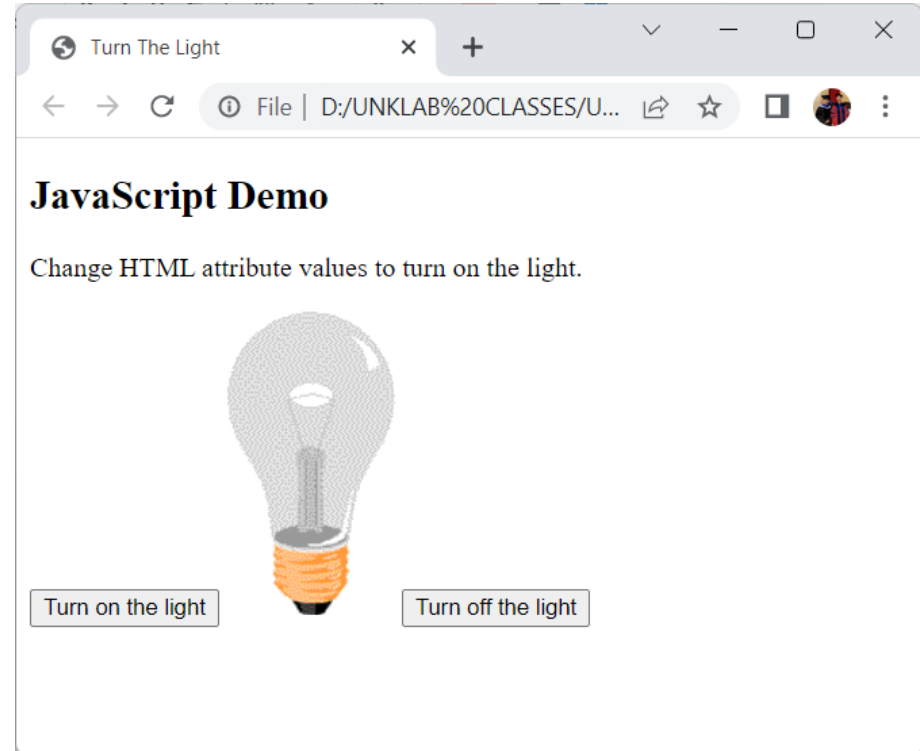 Turn The Light
File | D:/UNKLAB%20CLASSES/U...
JavaScript Demo
Change HTML attribute values to turn on the light.
Turn on the light
Turn off the light